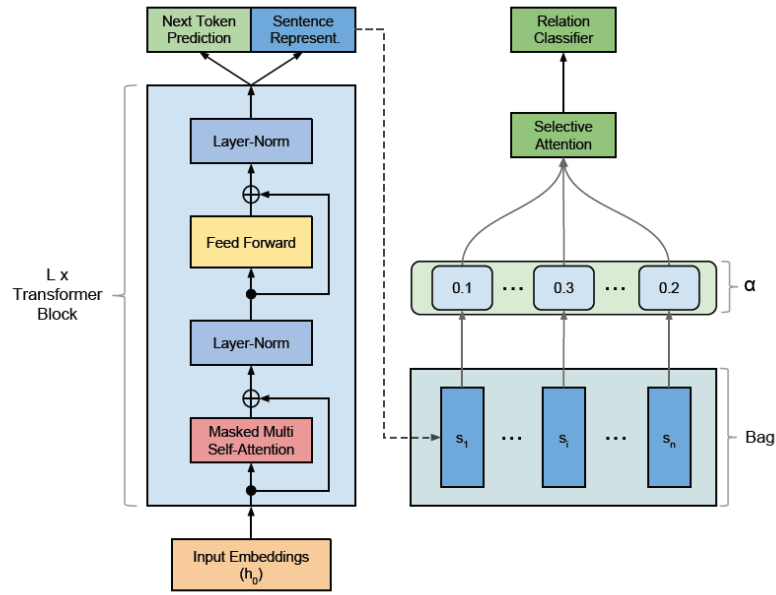 Next Token
Prediction
Sentence
Represent.
Layer-Norm
Feed Forward
L x
Transformer
Block
Layer-Norm
Masked Multi
Self-Attention
Input Embeddings
(h₀)
Relation
Classifier
Selective
Attention
0.1
...
0.3
...
0.2
α
s₁
...
sᵢ
...
sₙ
Bag